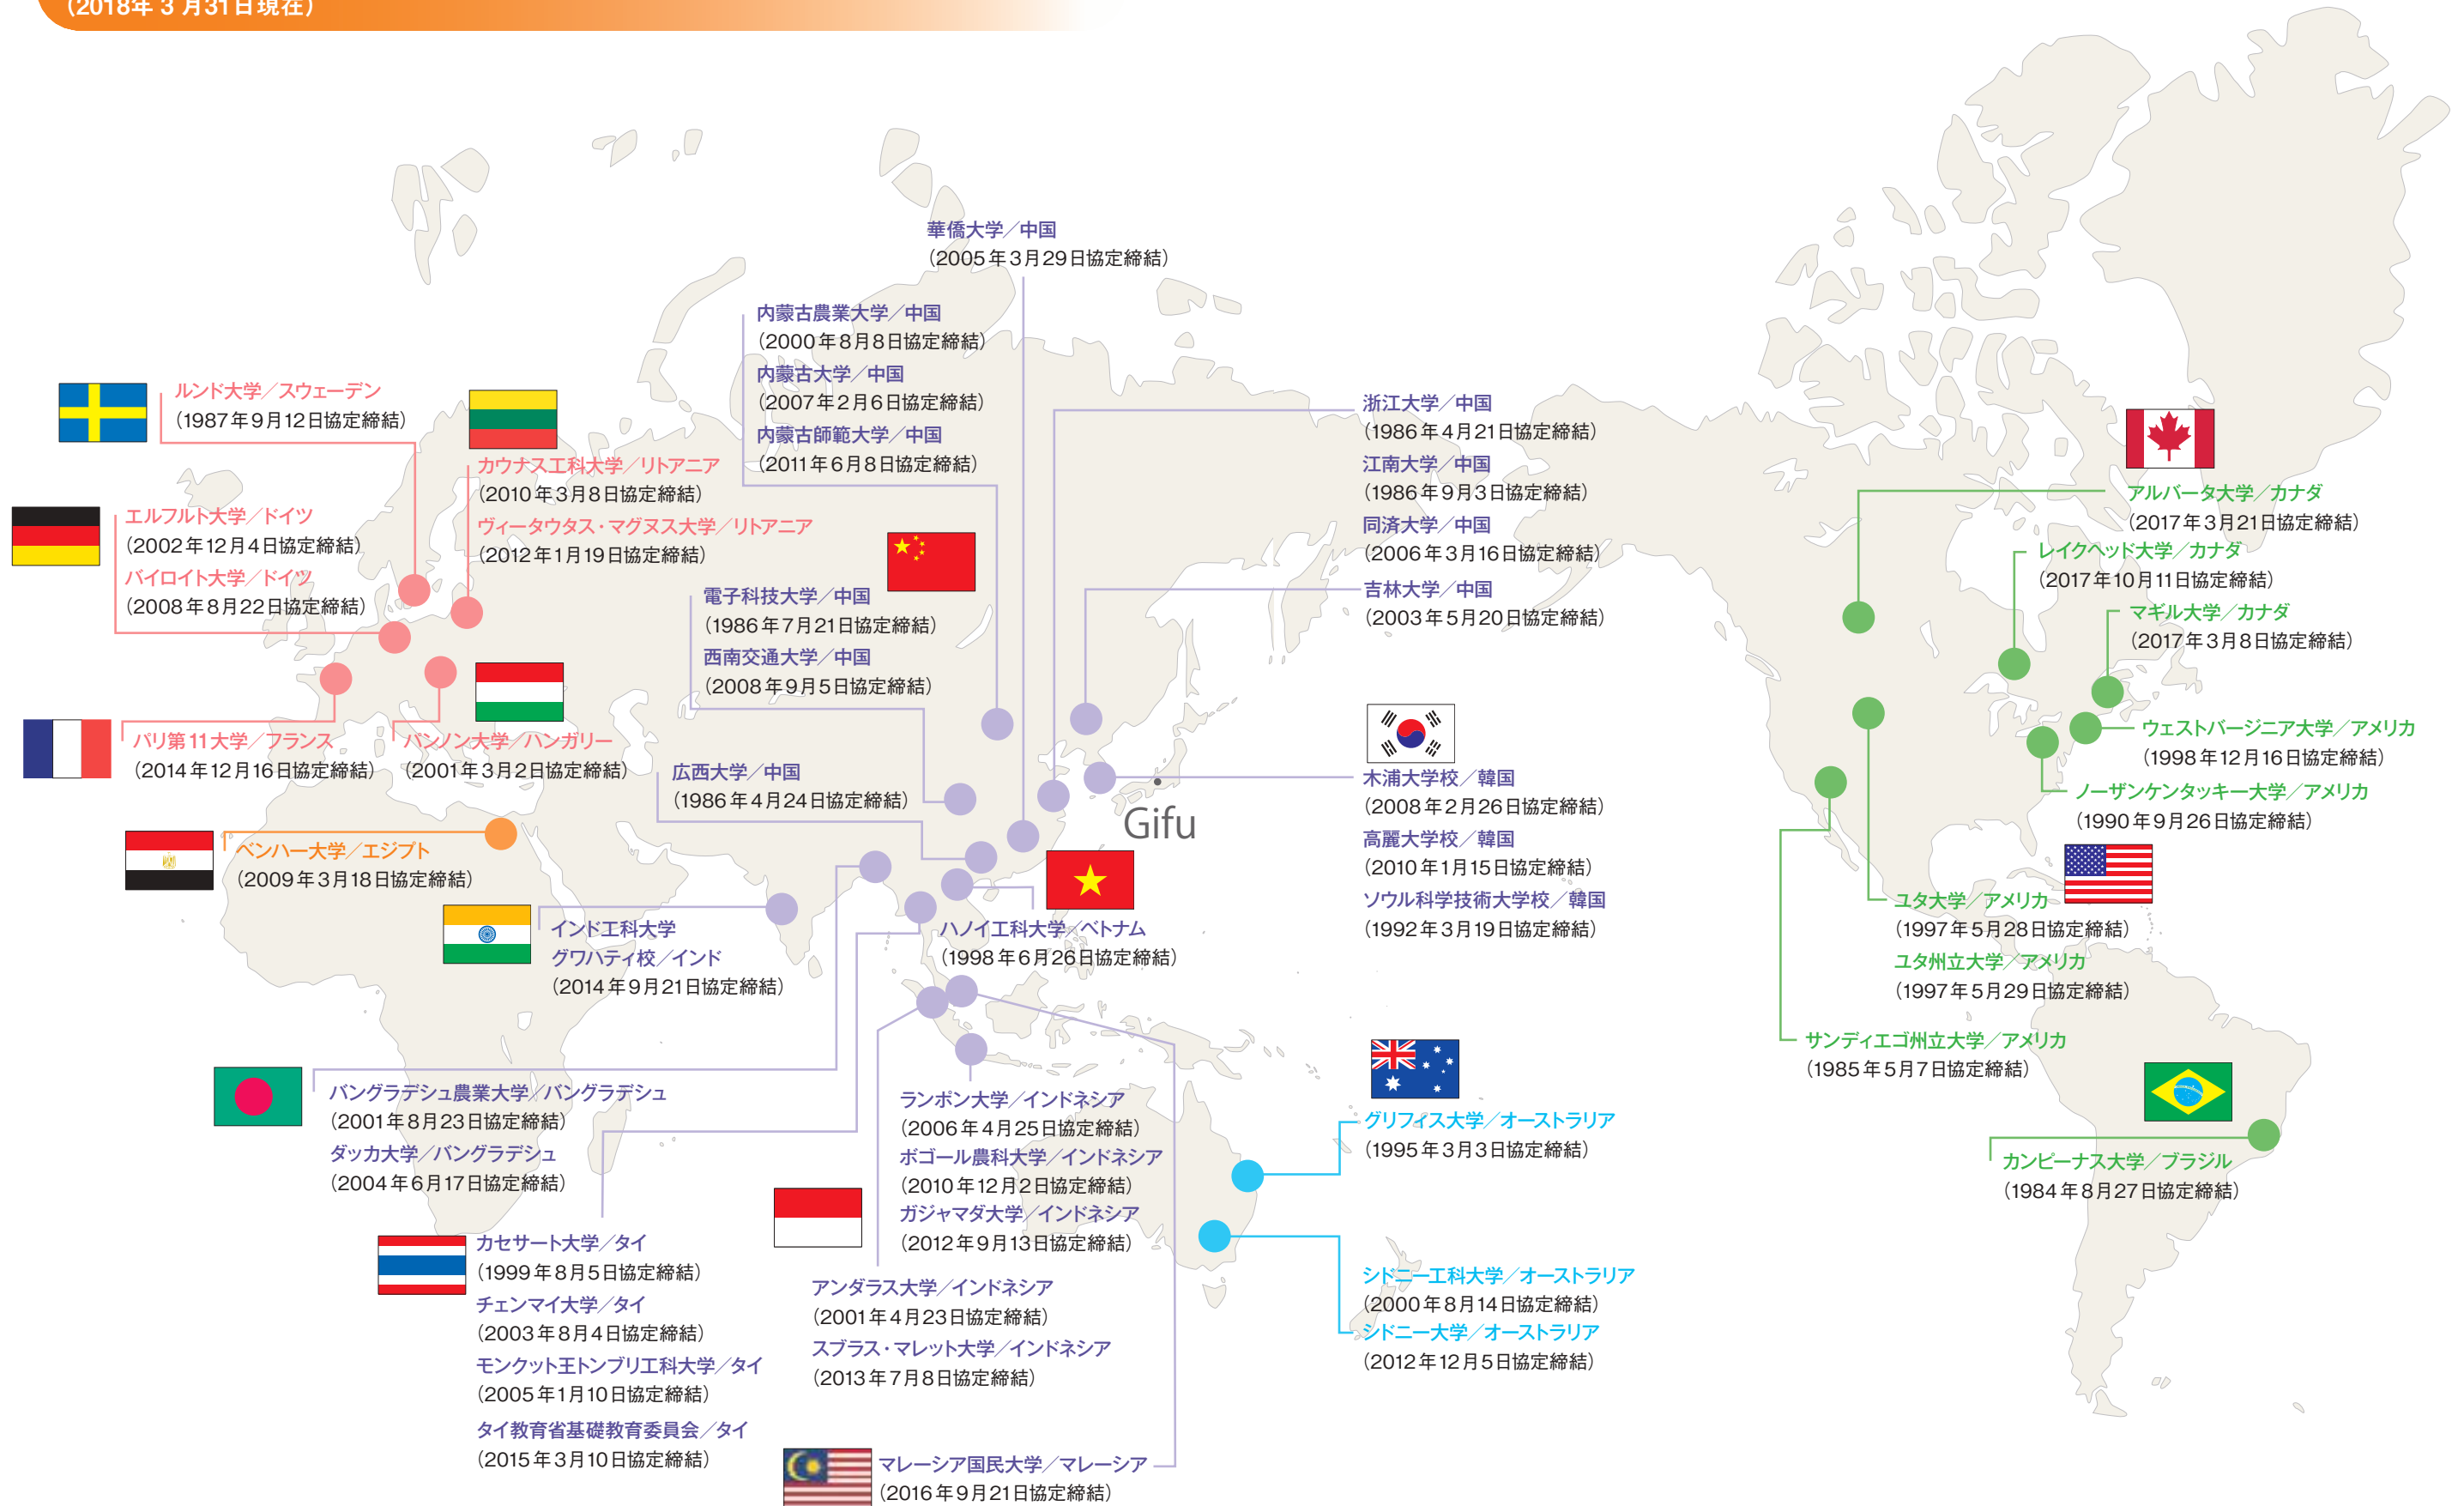 （2018年3月31日現在）
華僑大学／中国
（2005年3月29日協定締結）
内蒙古農業大学／中国
（2000年8月8日協定締結）
内蒙古大学／中国
（2007年2月6日協定締結）
内蒙古師範大学／中国
（2011年6月8日協定締結）
ルンド大学／スウェーデン
（1987年9月12日協定締結）
カウナス工科大学／リトアニア
（2010年3月8日協定締結）
ヴィータウタス・マグヌス大学／リトアニア
（2012年1月19日協定締結）
エルフルト大学／ドイツ
（2002年12月4日協定締結）
バイロイト大学／ドイツ
（2008年8月22日協定締結）
電子科技大学／中国
（1986年7月21日協定締結）
西南交通大学／中国
（2008年9月5日協定締結）
パリ第11大学／フランス
（2014年12月16日協定締結）
パンノン大学／ハンガリー
（2001年3月2日協定締結）
広西大学／中国
（1986年4月24日協定締結）
浙江大学／中国
（1986年4月21日協定締結）
江南大学／中国
（1986年9月3日協定締結）
同済大学／中国
（2006年3月16日協定締結）
吉林大学／中国
（2003年5月20日協定締結）
木浦大学校／韓国
（2008年2月26日協定締結）
高麗大学校／韓国
（2010年1月15日協定締結）
ソウル科学技術大学校／韓国
（1992年3月19日協定締結）
Gifu
ベンハー大学／エジプト
（2009年3月18日協定締結）
インド工科大学
グワハティ校／インド
（2014年9月21日協定締結）
ハノイ工科大学／ベトナム
（1998年6月26日協定締結）
バングラデシュ農業大学／バングラデシュ
（2001年8月23日協定締結）
ダッカ大学／バングラデシュ
（2004年6月17日協定締結）
カセサート大学／タイ
（1999年8月5日協定締結）
チェンマイ大学／タイ
（2003年8月4日協定締結）
モンクット王トンブリ工科大学／タイ
（2005年1月10日協定締結）
タイ教育省基礎教育委員会／タイ
（2015年3月10日協定締結）
ランポン大学／インドネシア
（2006年4月25日協定締結）
ボゴール農科大学／インドネシア
（2010年12月2日協定締結）
ガジャマダ大学／インドネシア
（2012年9月13日協定締結）
アンダラス大学／インドネシア
（2001年4月23日協定締結）
スブラス・マレット大学／インドネシア
（2013年7月8日協定締結）
マレーシア国民大学／マレーシア
（2016年9月21日協定締結）
グリフィス大学／オーストラリア
（1995年3月3日協定締結）
シドニー工科大学／オーストラリア
（2000年8月14日協定締結）
シドニー大学／オーストラリア
（2012年12月5日協定締結）
アルバータ大学／カナダ
（2017年3月21日協定締結）
レイクヘッド大学／カナダ
（2017年10月11日協定締結）
マギル大学／カナダ
（2017年3月8日協定締結）
ウェストバージニア大学／アメリカ
（1998年12月16日協定締結）
ノーザンケンタッキー大学／アメリカ
（1990年9月26日協定締結）
ユタ大学／アメリカ
（1997年5月28日協定締結）
ユタ州立大学／アメリカ
（1997年5月29日協定締結）
サンディエゴ州立大学／アメリカ
（1985年5月7日協定締結）
カンピーナス大学／ブラジル
（1984年8月27日協定締結）